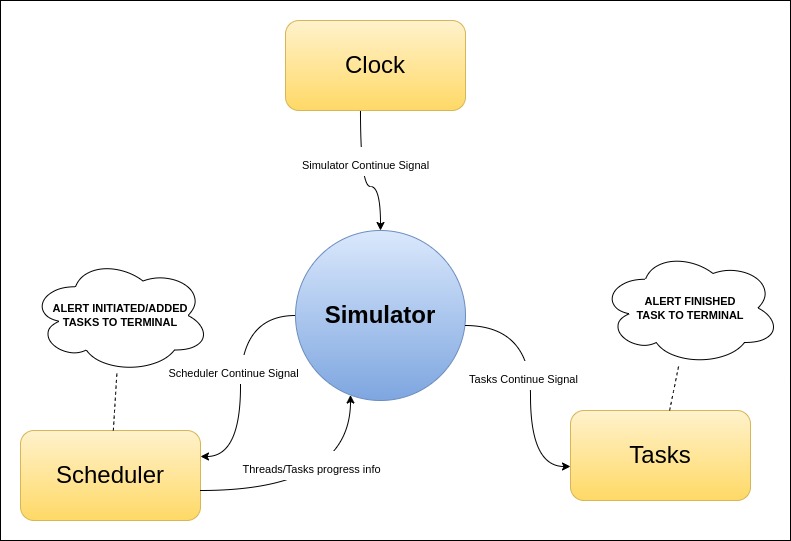 Clock
Simulator Continue Signal
ALERT INITIATED/ADDED
TASKS TO TERMINAL
Simulator
ALERT FINISHED
TASK TO TERMINAL
Scheduler Continue Signal
Tasks Continue Signal
Scheduler
Threads/Tasks progress info
Tasks